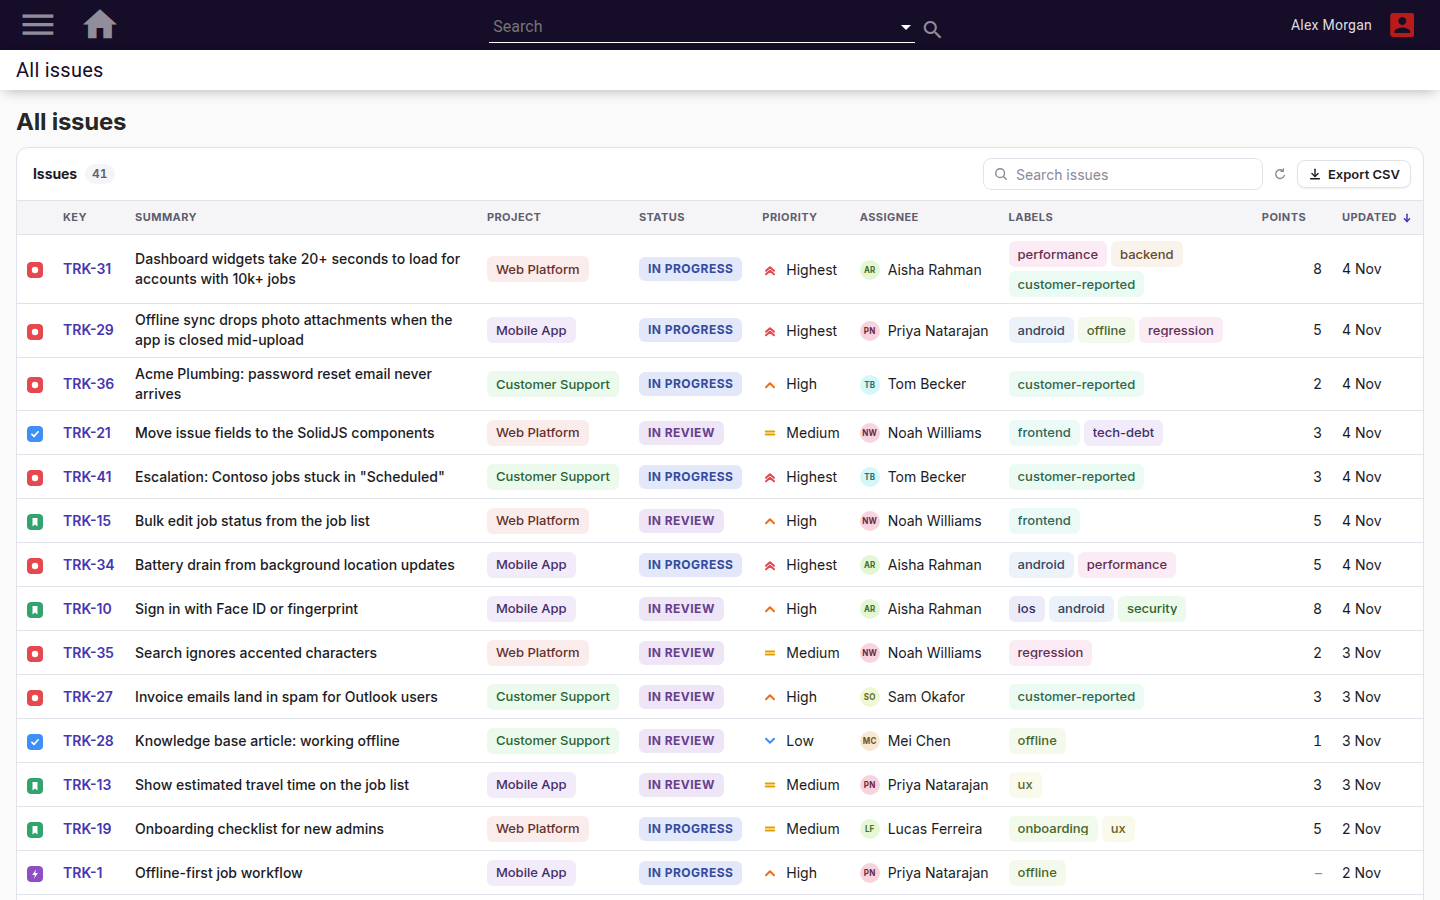 Search
Alex Morgan
All issues
All issues
Issues 41
Search issues
Export CSV
KEY SUMMARY PROJECT STATUS PRIORITY ASSIGNEE LABELS POINTS UPDATED
TRK-31 Dashboard widgets take 20+ seconds to load for accounts with 10k+ jobs Web Platform IN PROGRESS Highest AR Aisha Rahman performance backend customer-reported 8 4 Nov
TRK-29 Offline sync drops photo attachments when the app is closed mid-upload Mobile App IN PROGRESS Highest PN Priya Natarajan android offline regression 5 4 Nov
TRK-36 Acme Plumbing: password reset email never arrives Customer Support IN PROGRESS High TB Tom Becker customer-reported 2 4 Nov
TRK-21 Move issue fields to the SolidJS components Web Platform IN REVIEW Medium NW Noah Williams frontend tech-debt 3 4 Nov
TRK-41 Escalation: Contoso jobs stuck in "Scheduled" Customer Support IN PROGRESS Highest TB Tom Becker customer-reported 3 4 Nov
TRK-15 Bulk edit job status from the job list Web Platform IN REVIEW High NW Noah Williams frontend 5 4 Nov
TRK-34 Battery drain from background location updates Mobile App IN PROGRESS Highest AR Aisha Rahman android performance 5 4 Nov
TRK-10 Sign in with Face ID or fingerprint Mobile App IN REVIEW High AR Aisha Rahman ios android security 8 4 Nov
TRK-35 Search ignores accented characters Web Platform IN REVIEW Medium NW Noah Williams regression 2 3 Nov
TRK-27 Invoice emails land in spam for Outlook users Customer Support IN REVIEW High SO Sam Okafor customer-reported 3 3 Nov
TRK-28 Knowledge base article: working offline Customer Support IN REVIEW Low MC Mei Chen offline 1 3 Nov
TRK-13 Show estimated travel time on the job list Mobile App IN REVIEW Medium PN Priya Natarajan ux 3 3 Nov
TRK-19 Onboarding checklist for new admins Web Platform IN PROGRESS Medium LF Lucas Ferreira onboarding ux 5 2 Nov
TRK-1 Offline-first job workflow Mobile App IN PROGRESS High PN Priya Natarajan offline – 2 Nov